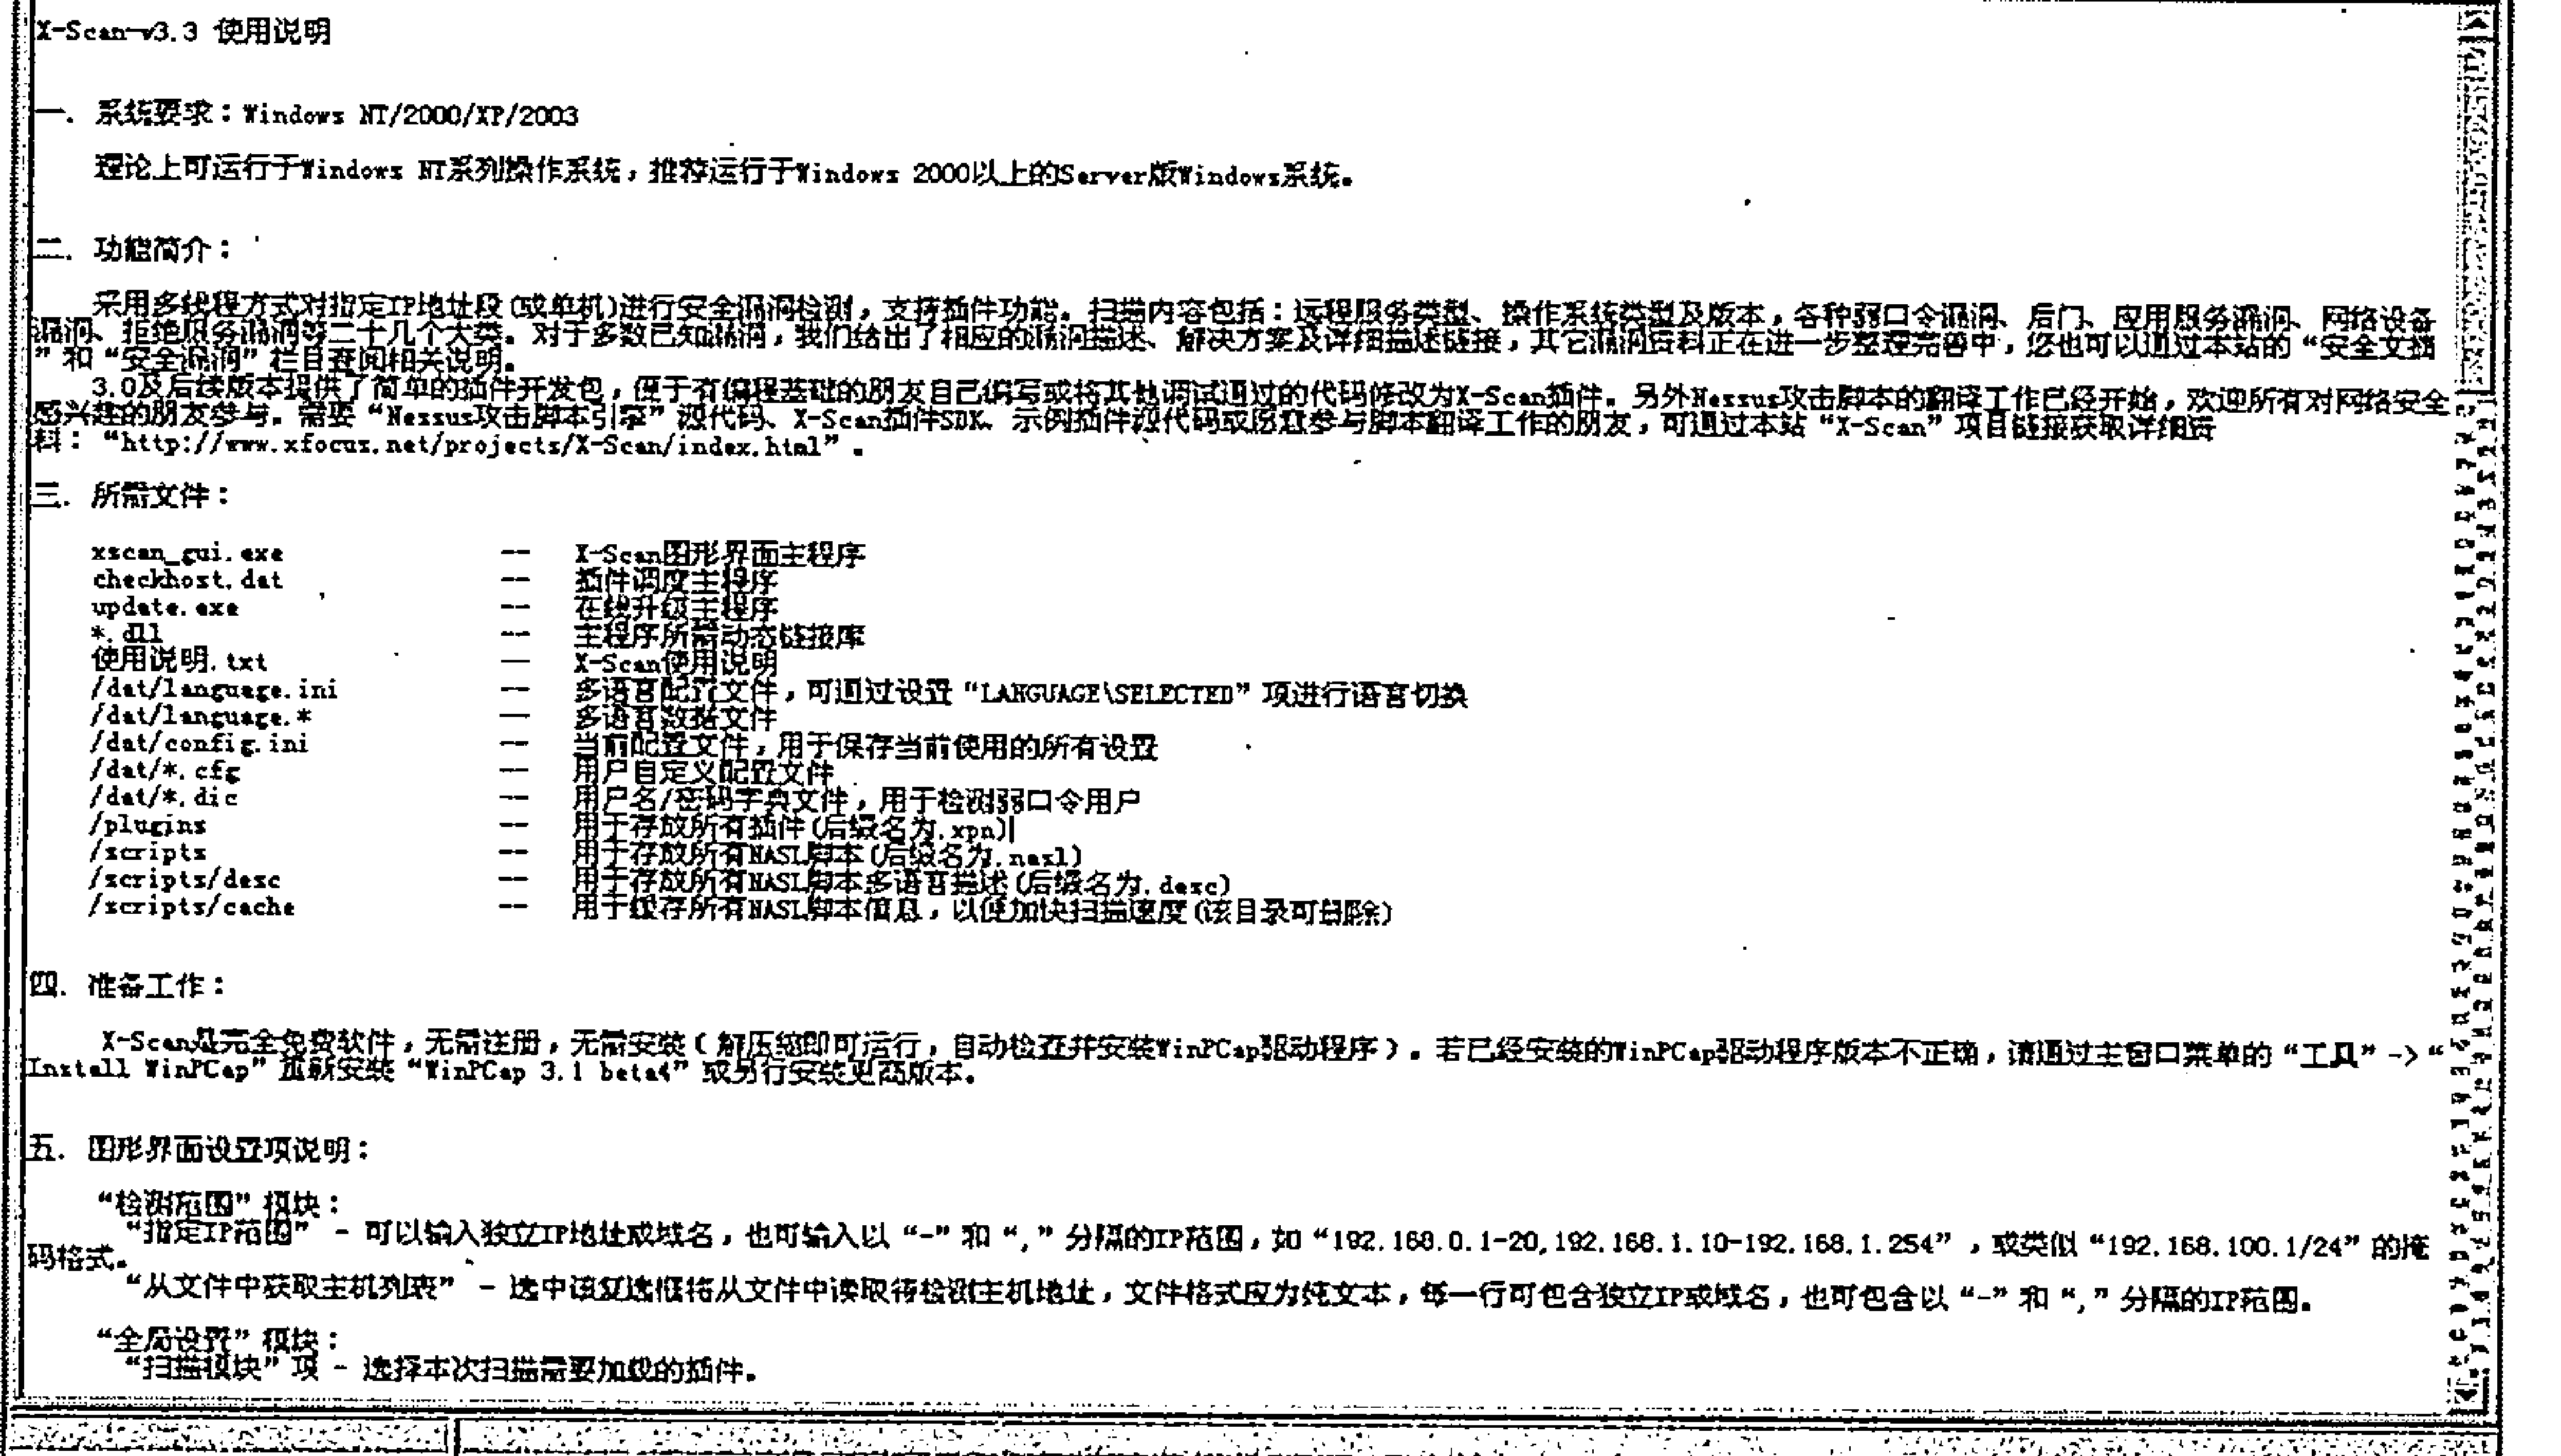 X-Scan-v3.3 使用说明
一. 系统要求：Windows NT/2000/XP/2003
理论上可运行于Windows NT系列操作系统，推荐运行于Windows 2000以上的Server版Windows系统。
二. 功能简介：
采用多线程方式对指定IP地址段(或单机)进行安全漏洞检测，支持插件功能。扫描内容包括：远程服务类型、操作系统类型及版本，各种弱口令漏洞、后门、应用服务漏洞、网络设备
漏洞、拒绝服务漏洞等二十几个大类。对于多数已知漏洞，我们给出了相应的漏洞描述、解决方案及详细描述链接，其它漏洞资料正在进一步整理完善中，您也可以通过本站的“安全文摘
”和“安全漏洞”栏目查阅相关说明。
3.0及后续版本提供了简单的插件开发包，便于有编程基础的朋友自己编写或将其他调试通过的代码修改为X-Scan插件。另外Nessus攻击脚本的翻译工作已经开始，欢迎所有对网络安全
感兴趣的朋友参与。需要“Nessus攻击脚本引擎”源代码、X-Scan插件SDK、示例插件源代码或愿意参与脚本翻译工作的朋友，可通过本站“X-Scan”项目链接获取详细资
料：“http://www.xfocus.net/projects/X-Scan/index.html”。
三. 所需文件：
xscan_gui.exe -- X-Scan图形界面主程序
checkhost.dat -- 插件调度主程序
update.exe -- 在线升级主程序
*.dll -- 主程序所需动态链接库
使用说明.txt -- X-Scan使用说明
/dat/language.ini -- 多语言配置文件，可通过设置“LANGUAGE\SELECTED”项进行语言切换
/dat/language.* -- 多语言数据文件
/dat/config.ini -- 当前配置文件，用于保存当前使用的所有设置
/dat/*.cfg -- 用户自定义配置文件
/dat/*.dic -- 用户名/密码字典文件，用于检测弱口令用户
/plugins -- 用于存放所有插件(后缀名为.xpn)
/scripts -- 用于存放所有NASL脚本(后缀名为.nasl)
/scripts/desc -- 用于存放所有NASL脚本多语言描述(后缀名为.desc)
/scripts/cache -- 用于缓存所有NASL脚本信息，以便加快扫描速度(该目录可删除)
四. 准备工作：
X-Scan是完全免费软件，无需注册，无需安装（解压缩即可运行，自动检查并安装WinPCap驱动程序）。若已经安装的WinPCap驱动程序版本不正确，请通过主窗口菜单的“工具”->“
Install WinPCap”重新安装“WinPCap 3.1 beta4”或另行安装更高版本。
五. 图形界面设置项说明：
“检测范围”模块：
“指定IP范围” - 可以输入独立IP地址或域名，也可输入以“-”和“,”分隔的IP范围，如“192.168.0.1-20,192.168.1.10-192.168.1.254”，或类似“192.168.100.1/24”的掩
码格式。
“从文件中获取主机列表” - 选中该复选框将从文件中读取待检测主机地址，文件格式应为纯文本，每一行可包含独立IP或域名，也可包含以“-”和“,”分隔的IP范围。
“全局设置”模块：
“扫描模块”项 - 选择本次扫描需要加载的插件。